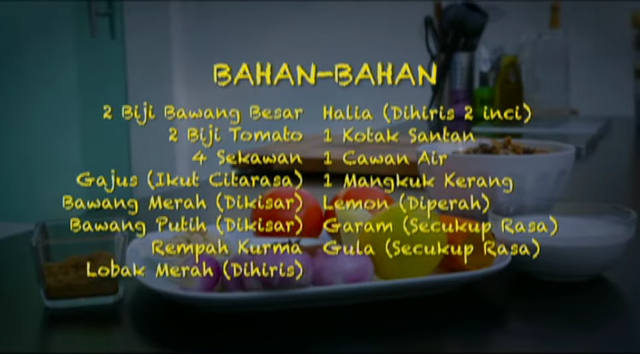 BAHAN-BAHAN
2 Biji Bawang Besar
2 Biji Tomato
4 Sekawan
Gajus (Ikut Citarasa)
Bawang Merah (Dikisar)
Bawang Putih (Dikisar)
Rempah Kurma
Lobak Merah (Dihiris)
Halia (Dihiris 2 inci)
1 Kotak Santan
1 Cawan Air
1 Mangkuk Kerang
Lemon (Diperah)
Garam (Secukup Rasa)
Gula (Secukup Rasa)